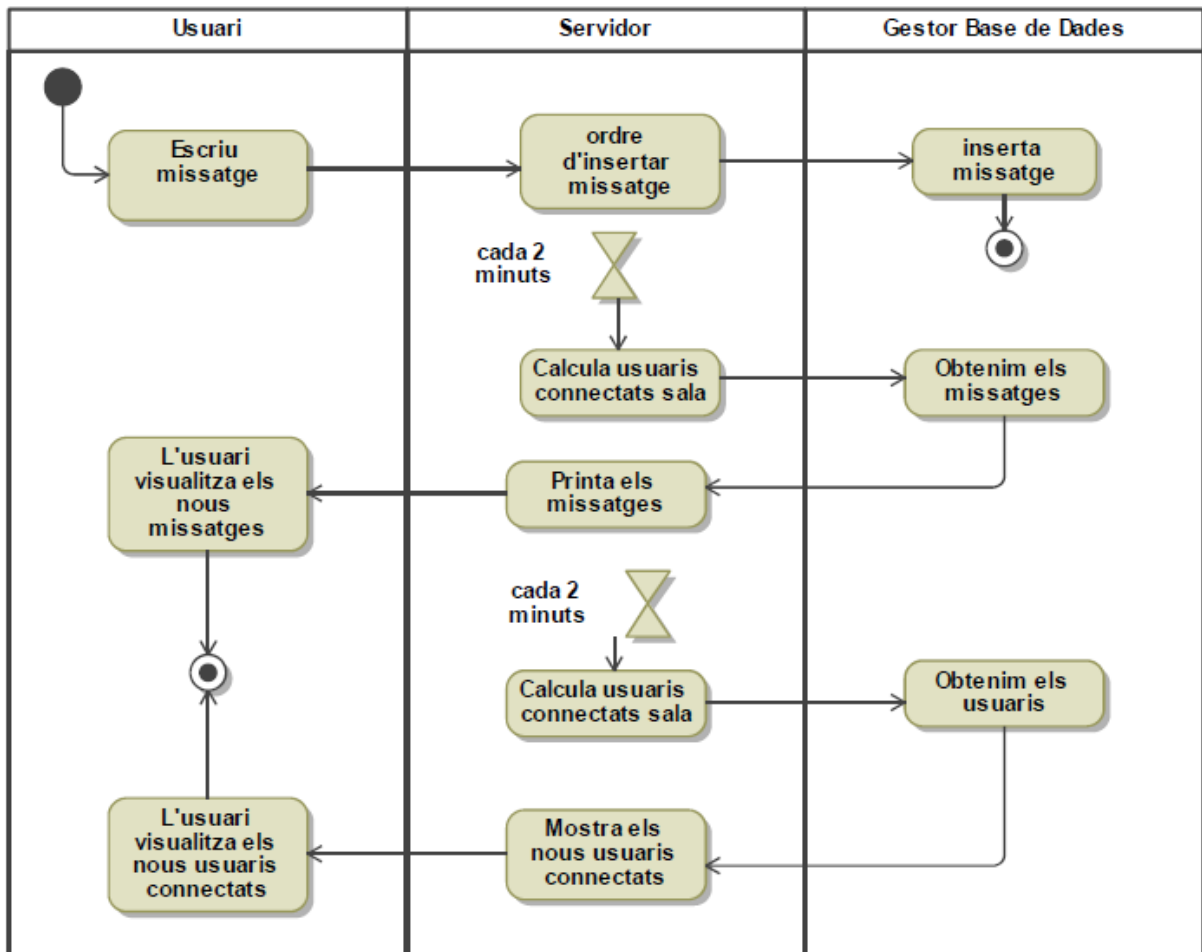 Usuari
Servidor
Gestor Base de Dades
Escriu
missatge
ordre
d'insertar
missatge
inserta
missatge
cada 2
minuts
Calcula usuaris
connectats sala
Obtenim els
missatges
L'usuari
visualitza els
nous
missatges
Printa els
missatges
cada 2
minuts
Calcula usuaris
connectats sala
Obtenim els
usuaris
L'usuari
visualitza els
nous usuaris
connectats
Mostra els
nous usuaris
connectats